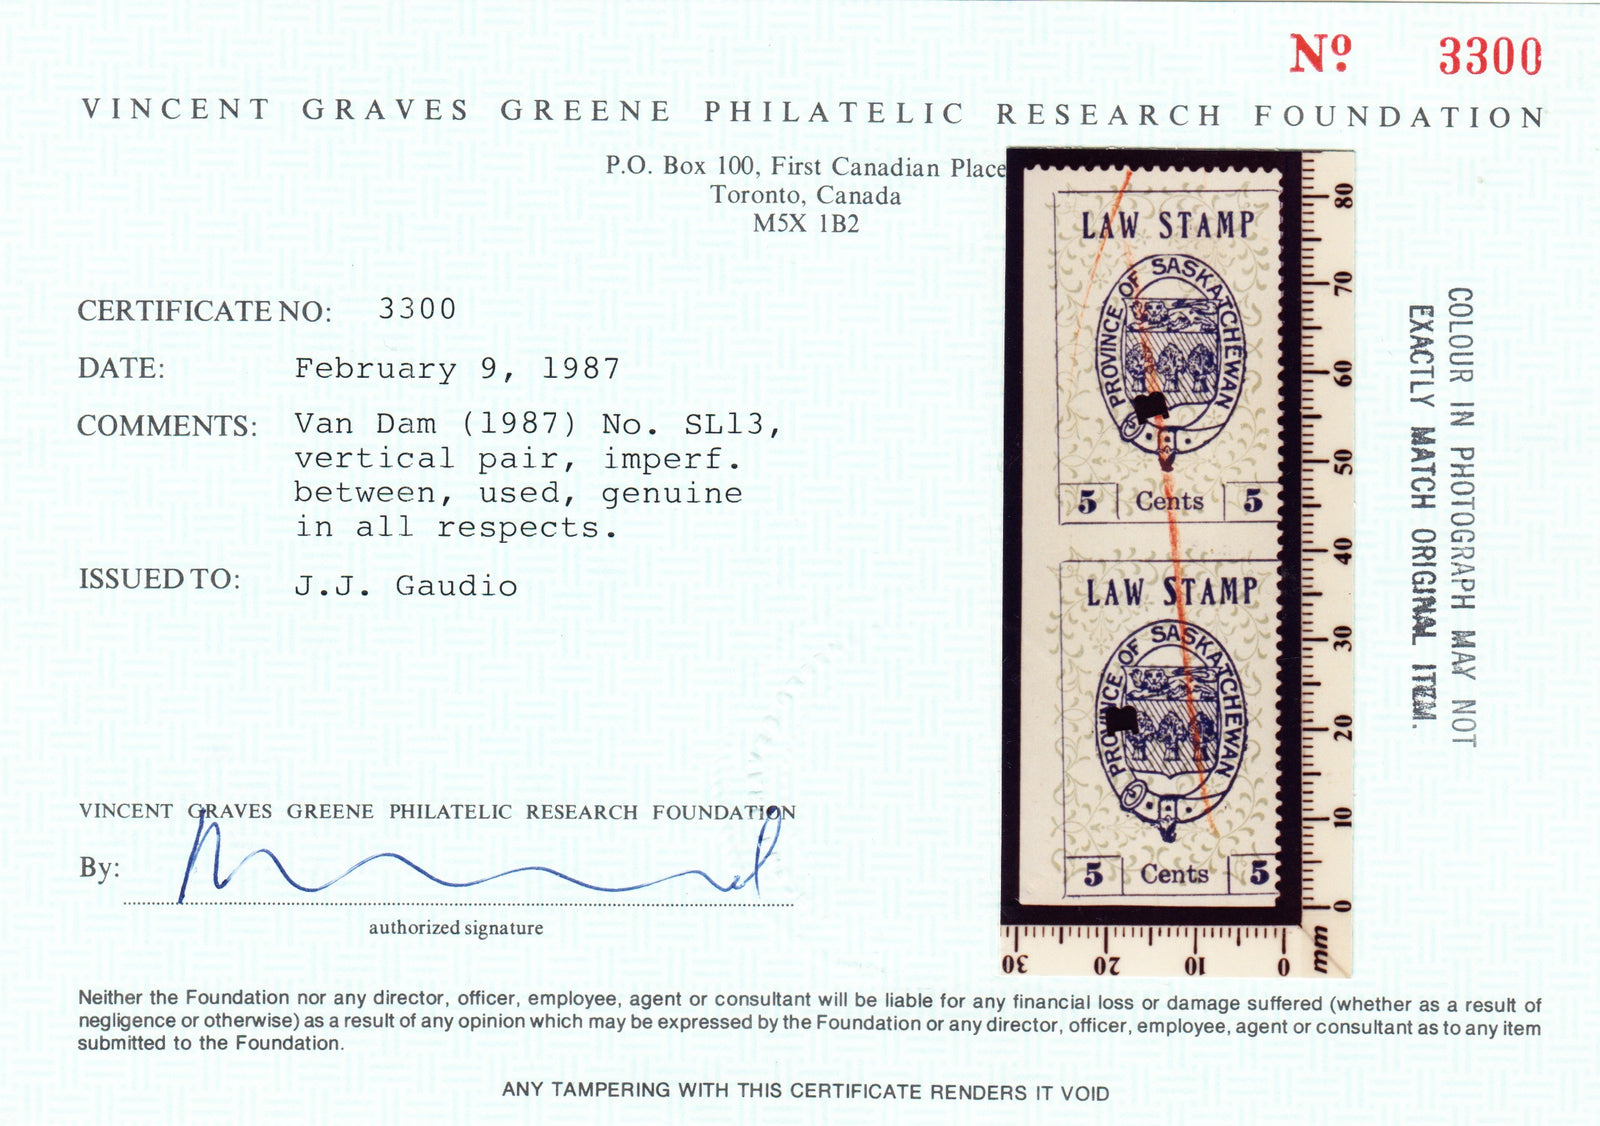 Nº 3300
VINCENT GRAVES GREENE PHILATELIC RESEARCH FOUNDATION
P.O. Box 100, First Canadian Place
Toronto, Canada
M5X 1B2
CERTIFICATE NO: 3300
DATE: February 9, 1987
COMMENTS: Van Dam (1987) No. SL13,
vertical pair, imperf.
between, used, genuine
in all respects.
ISSUED TO: J.J. Gaudio
LAW STAMP
PROVINCE OF SASKATCHEWAN
5 Cents 5
LAW STAMP
PROVINCE OF SASKATCHEWAN
5 Cents 5
80
70
60
50
40
30
20
10
0
30 20 10 0 mm
COLOUR IN PHOTOGRAPH MAY NOT
EXACTLY MATCH ORIGINAL ITEM.
VINCENT GRAVES GREENE PHILATELIC RESEARCH FOUNDATION
By:
authorized signature
Neither the Foundation nor any director, officer, employee, agent or consultant will be liable for any financial loss or damage suffered (whether as a result of
negligence or otherwise) as a result of any opinion which may be expressed by the Foundation or any director, officer, employee, agent or consultant as to any item
submitted to the Foundation.
ANY TAMPERING WITH THIS CERTIFICATE RENDERS IT VOID